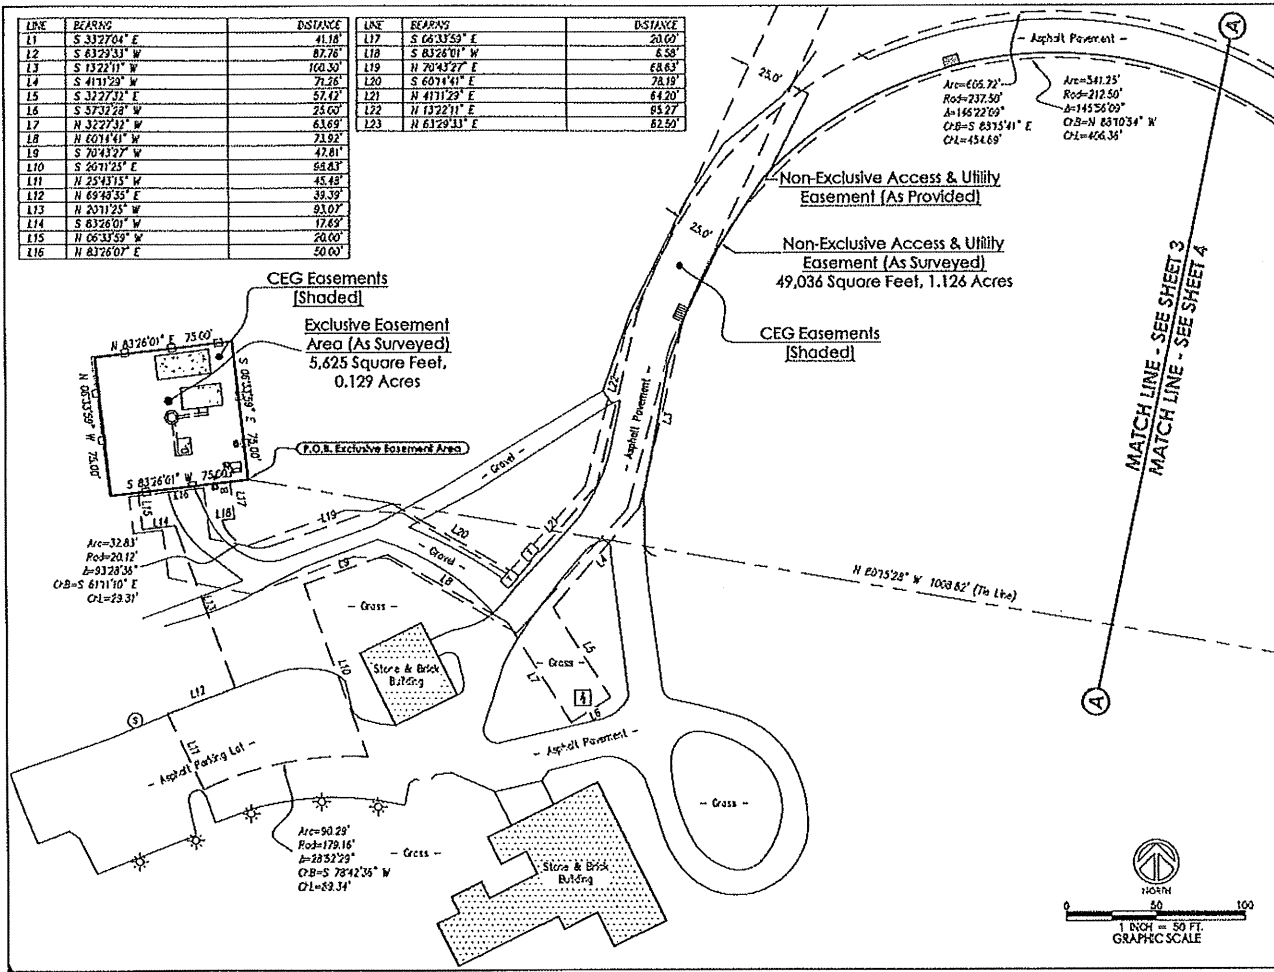 LINE BEARING DISTANCE
L1 S 33°27'04" E 41.18'
L2 S 63°29'33" W 87.76'
L3 S 13°22'11" W 100.30'
L4 S 41°11'29" W 71.26'
L5 S 32°27'32" E 57.42'
L6 S 57°32'28" W 25.00'
L7 N 32°27'32" W 63.69'
L8 N 60°14'41" W 73.92'
L9 S 70°43'27" W 47.81'
L10 S 20°11'25" E 98.83'
L11 N 25°43'15" W 45.48'
L12 N 69°48'35" E 39.39'
L13 N 20°11'25" W 93.07'
L14 S 83°26'01" W 17.69'
L15 N 06°33'59" W 20.00'
L16 N 83°26'07" E 50.00'
LINE BEARING DISTANCE
L17 S 06°33'59" E 20.00'
L18 S 83°26'01" W 6.58'
L19 N 70°43'27" E 68.63'
L20 S 60°14'41" E 78.19'
L21 N 41°11'29" E 64.20'
L22 N 13°22'11" E 95.27'
L23 N 63°29'33" E 82.50'
25.0'
- Asphalt Pavement -
A
Arc=606.72'
Rad=237.50'
Δ=146°22'09"
ChB=S 83°15'41" E
ChL=454.69'
Arc=541.25'
Rad=212.50'
Δ=145°56'09"
ChB=N 83°10'54" W
ChL=406.36'
Non-Exclusive Access & Utility
Easement (As Provided)
25.0'
Non-Exclusive Access & Utility
Easement (As Surveyed)
49,036 Square Feet, 1.126 Acres
CEG Easements
[Shaded]
MATCH LINE - SEE SHEET 3
MATCH LINE - SEE SHEET 4
CEG Easements
[Shaded]
Exclusive Easement
Area (As Surveyed)
5,625 Square Feet,
0.129 Acres
N 83°26'01" E 75.00'
S 06°33'59" E 75.00'
N 06°33'59" W 75.00'
S 83°26'01" W 75.00'
P.O.B. Exclusive Easement Area
L22
- Asphalt Pavement -
- Gravel -
L16
L17
L15
L14
L18
L19
L20
L21
Arc=32.83'
Rad=20.12'
Δ=93°28'36"
ChB=S 61°11'10" E
ChL=29.31'
- Gravel -
L9
L8
L4
N 80°15'28" W 1008.82' (Tie Line)
L13
- Grass -
L10
Stone & Brick
Building
L5
- Grass -
L7
L6
L12
S
L11
- Asphalt Parking Lot -
- Asphalt Pavement -
- Grass -
A
Arc=90.29'
Rad=179.16'
Δ=28°52'29"
ChB=S 78°42'36" W
ChL=89.34'
- Grass -
Stone & Brick
Building
NORTH
0 50 100
1 INCH = 50 FT.
GRAPHIC SCALE